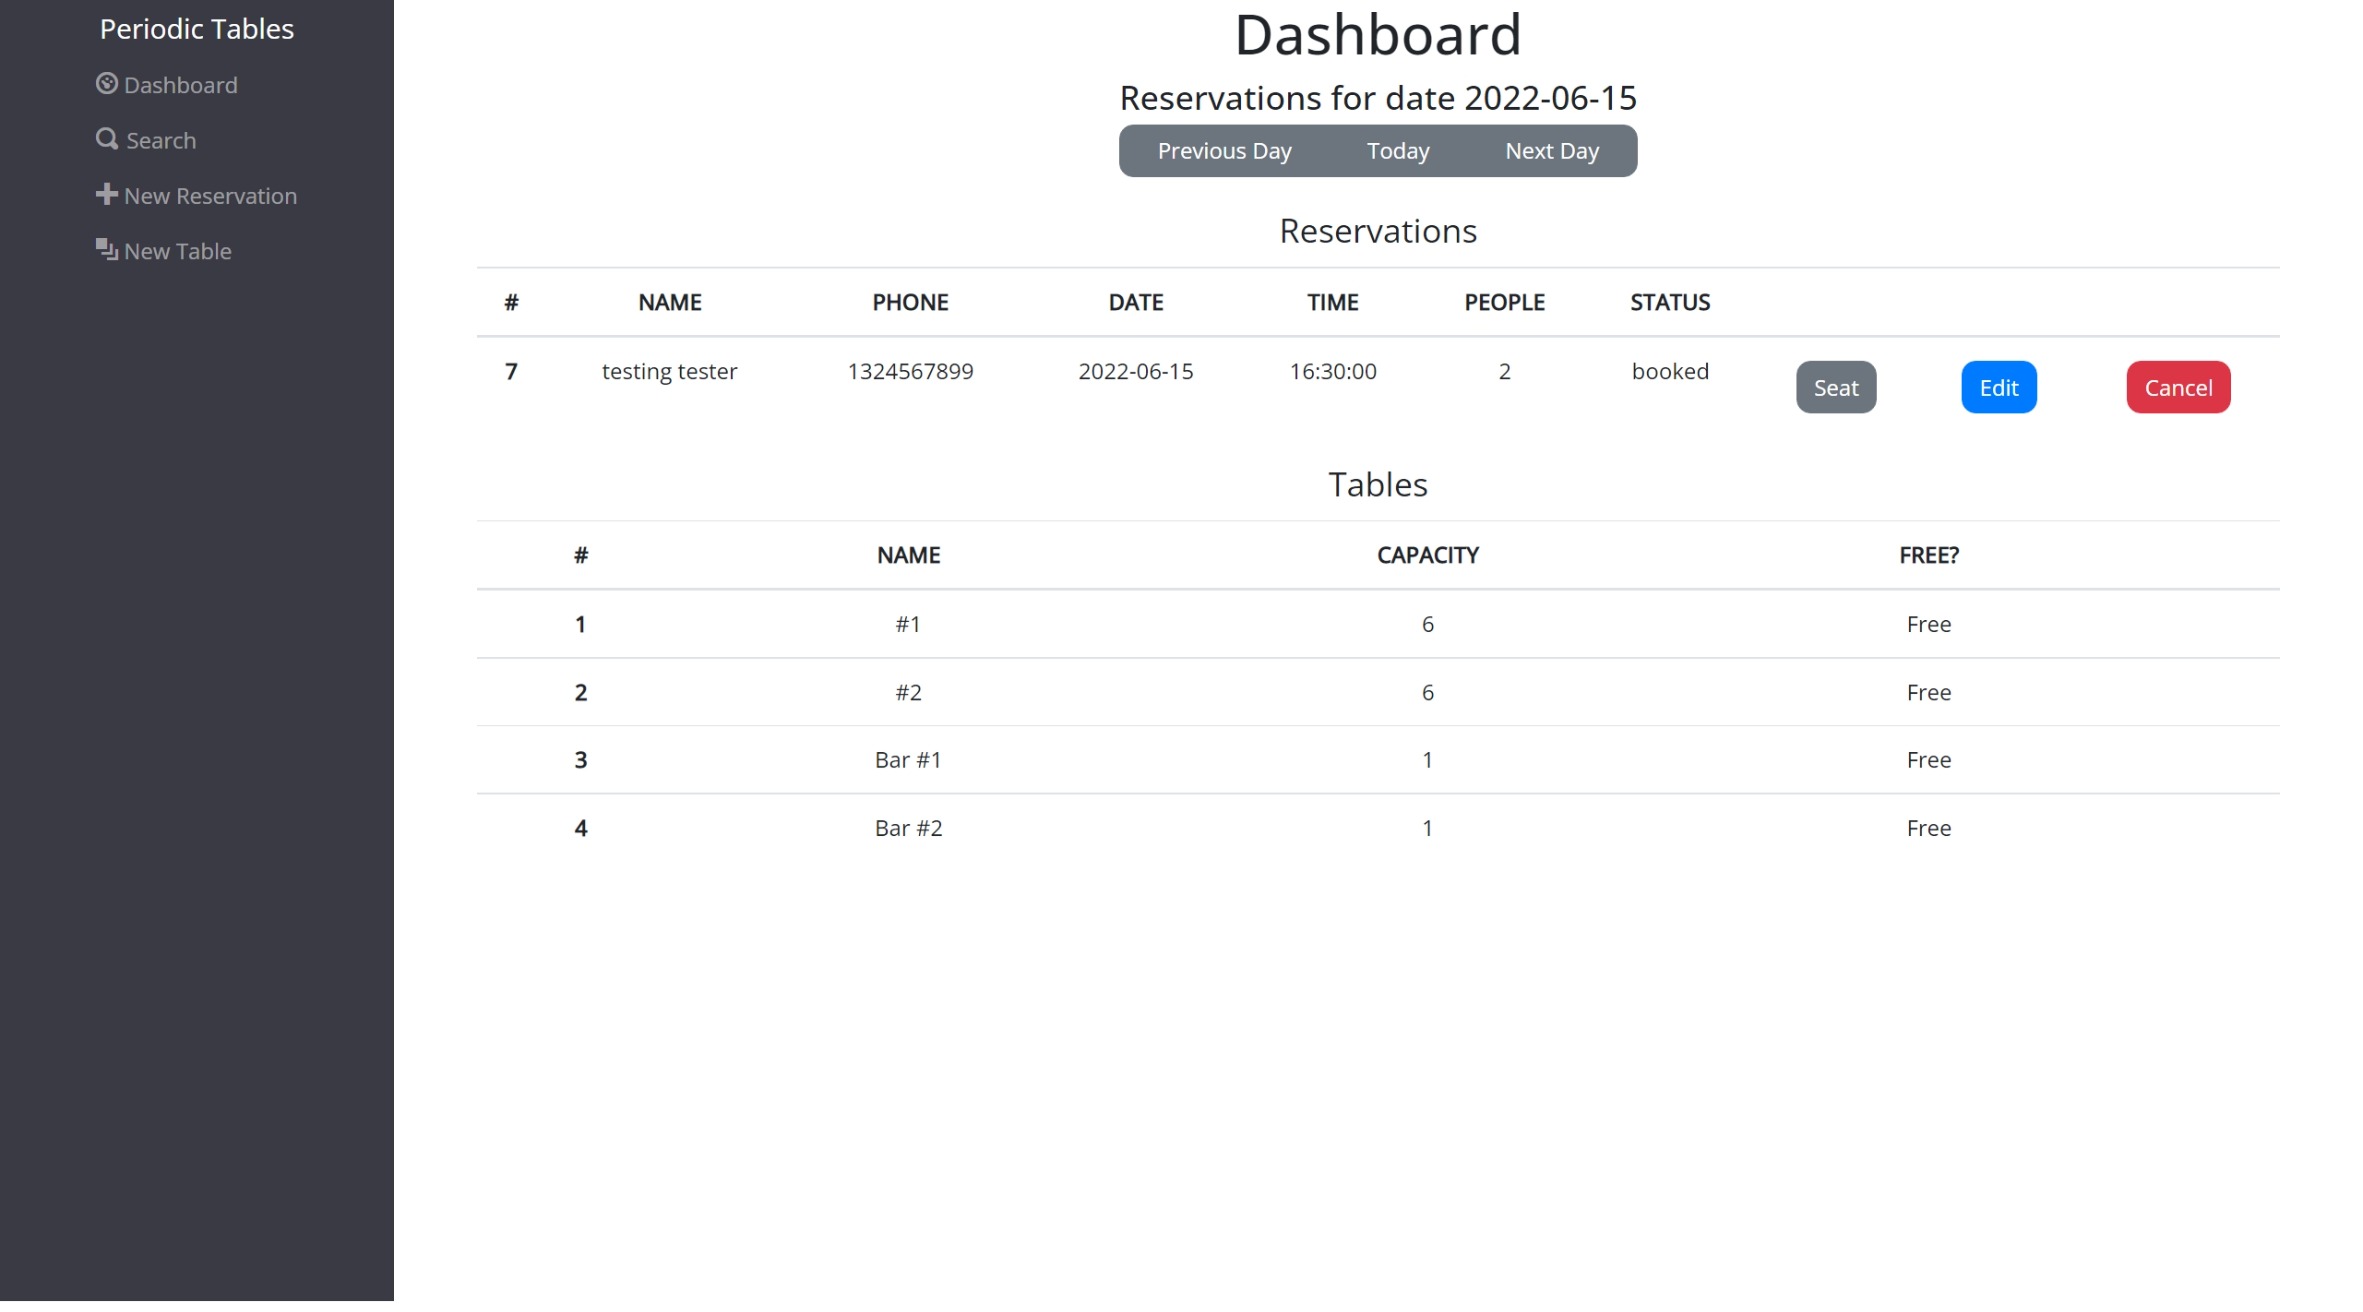 Periodic Tables
Dashboard
Search
New Reservation
New Table
Dashboard
Reservations for date 2022-06-15
Previous Day Today Next Day
Reservations
# NAME PHONE DATE TIME PEOPLE STATUS
7 testing tester 1324567899 2022-06-15 16:30:00 2 booked Seat Edit Cancel
Tables
# NAME CAPACITY FREE?
1 #1 6 Free
2 #2 6 Free
3 Bar #1 1 Free
4 Bar #2 1 Free